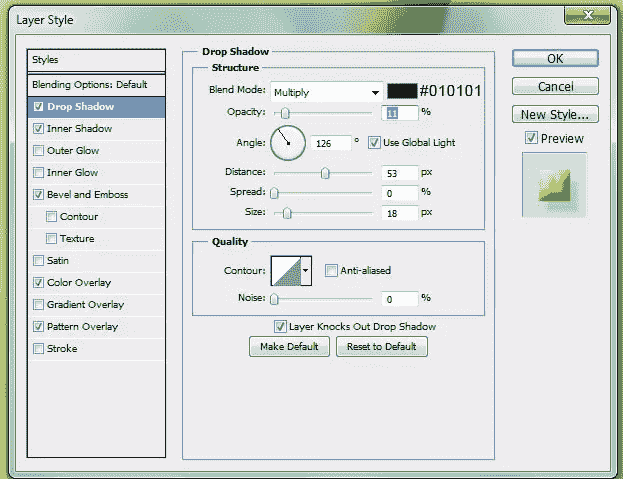 Layer Style
Styles
Blending Options: Default
Drop Shadow
Inner Shadow
Outer Glow
Inner Glow
Bevel and Emboss
Contour
Texture
Satin
Color Overlay
Gradient Overlay
Pattern Overlay
Stroke
Drop Shadow
Structure
Blend Mode: Multiply #010101
Opacity: 11 %
Angle: 126 ° Use Global Light
Distance: 53 px
Spread: 0 %
Size: 18 px
Quality
Contour: Anti-aliased
Noise: 0 %
Layer Knocks Out Drop Shadow
Make Default Reset to Default
OK
Cancel
New Style...
Preview